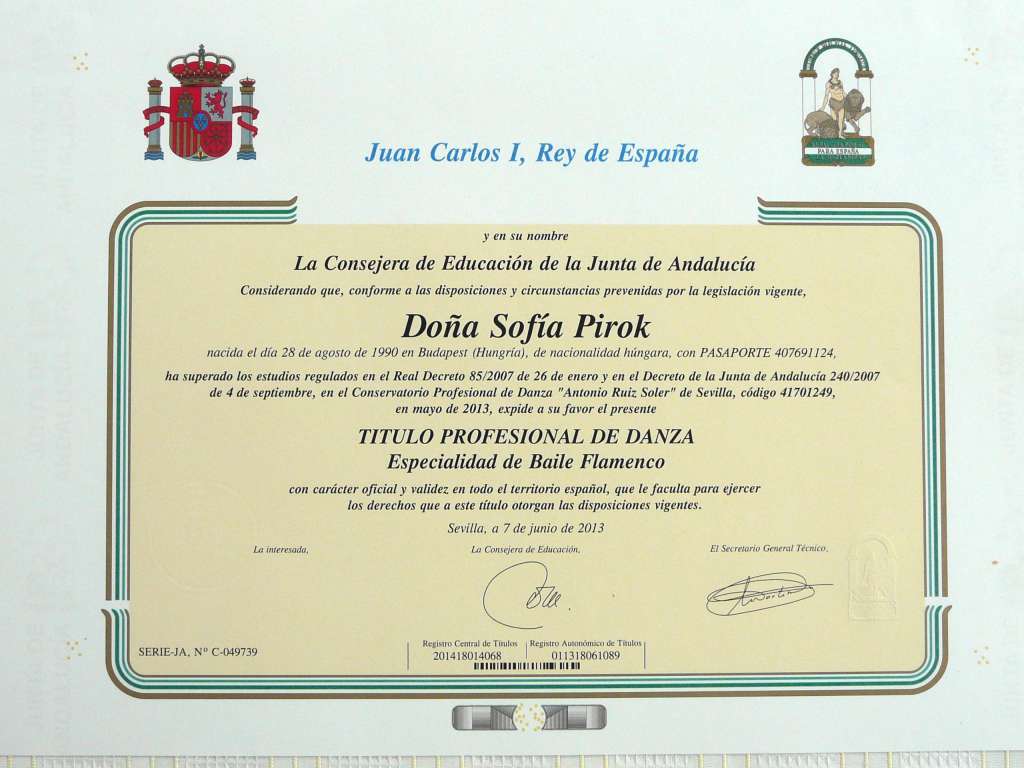 Juan Carlos I, Rey de España
PARA ESPAÑA
y en su nombre
La Consejera de Educación de la Junta de Andalucía
Considerando que, conforme a las disposiciones y circunstancias prevenidas por la legislación vigente,
Doña Sofía Pirok
nacida el día 28 de agosto de 1990 en Budapest (Hungría), de nacionalidad húngara, con PASAPORTE 407691124,
ha superado los estudios regulados en el Real Decreto 85/2007 de 26 de enero y en el Decreto de la Junta de Andalucía 240/2007
de 4 de septiembre, en el Conservatorio Profesional de Danza "Antonio Ruiz Soler" de Sevilla, código 41701249,
en mayo de 2013, expide a su favor el presente
TITULO PROFESIONAL DE DANZA
Especialidad de Baile Flamenco
con carácter oficial y validez en todo el territorio español, que le faculta para ejercer
los derechos que a este título otorgan las disposiciones vigentes.
Sevilla, a 7 de junio de 2013
La interesada, La Consejera de Educación, El Secretario General Técnico,
SERIE-JA, Nº C-049739
Registro Central de Títulos Registro Autonómico de Títulos
201418014068 011318061089